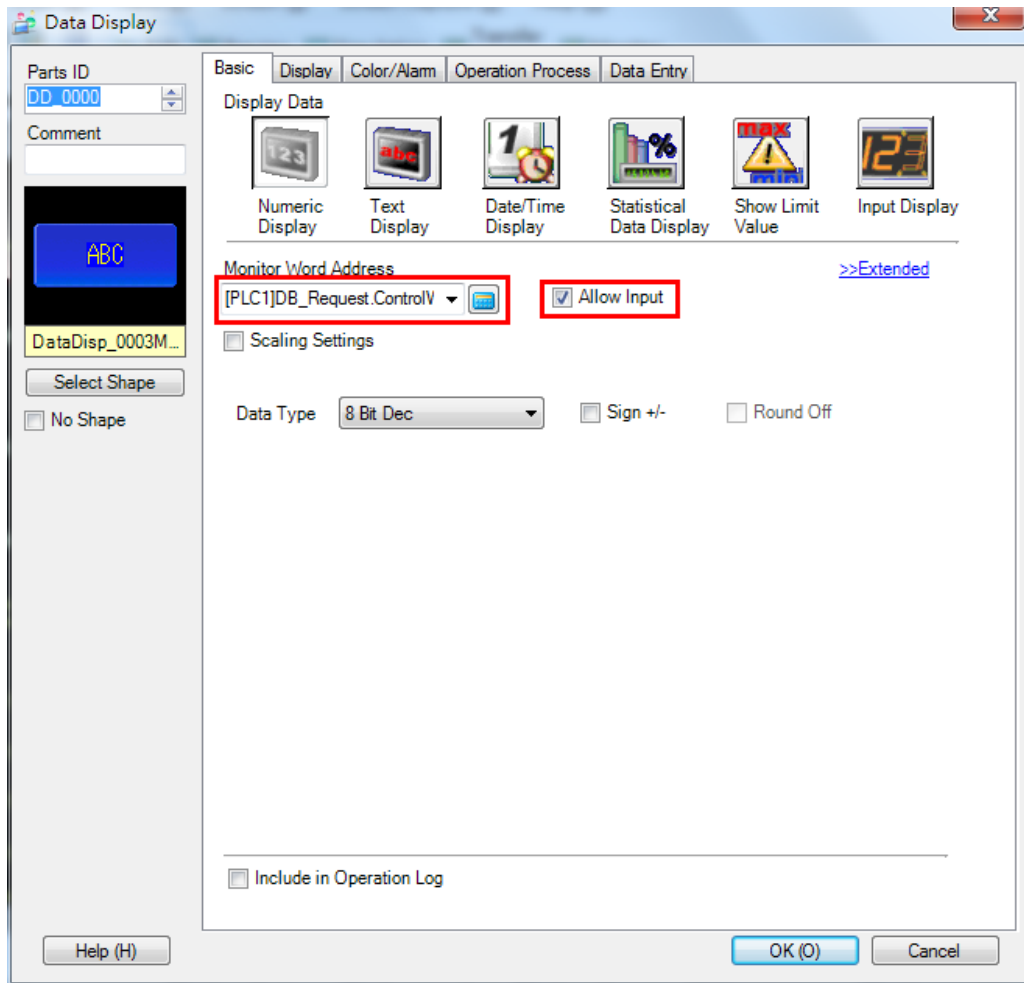 Data Display
X
Parts ID
DD_0000
Comment
ABC
DataDisp_0003M...
Select Shape
No Shape
Basic
Display
Color/Alarm
Operation Process
Data Entry
Display Data
123
abc
1
%
max
min
123
Numeric Display
Text Display
Date/Time Display
Statistical Data Display
Show Limit Value
Input Display
Monitor Word Address
>>Extended
[PLC1]DB_Request.ControlV
Allow Input
Scaling Settings
Data Type
8 Bit Dec
Sign +/-
Round Off
Include in Operation Log
Help (H)
OK (O)
Cancel